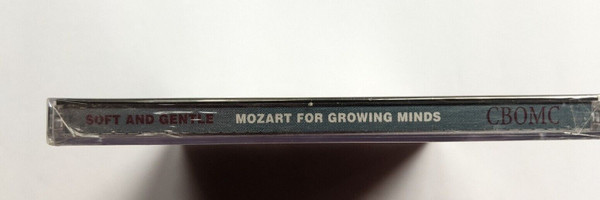 SOFT AND GENTLE MOZART FOR GROWING MINDS CBOMC